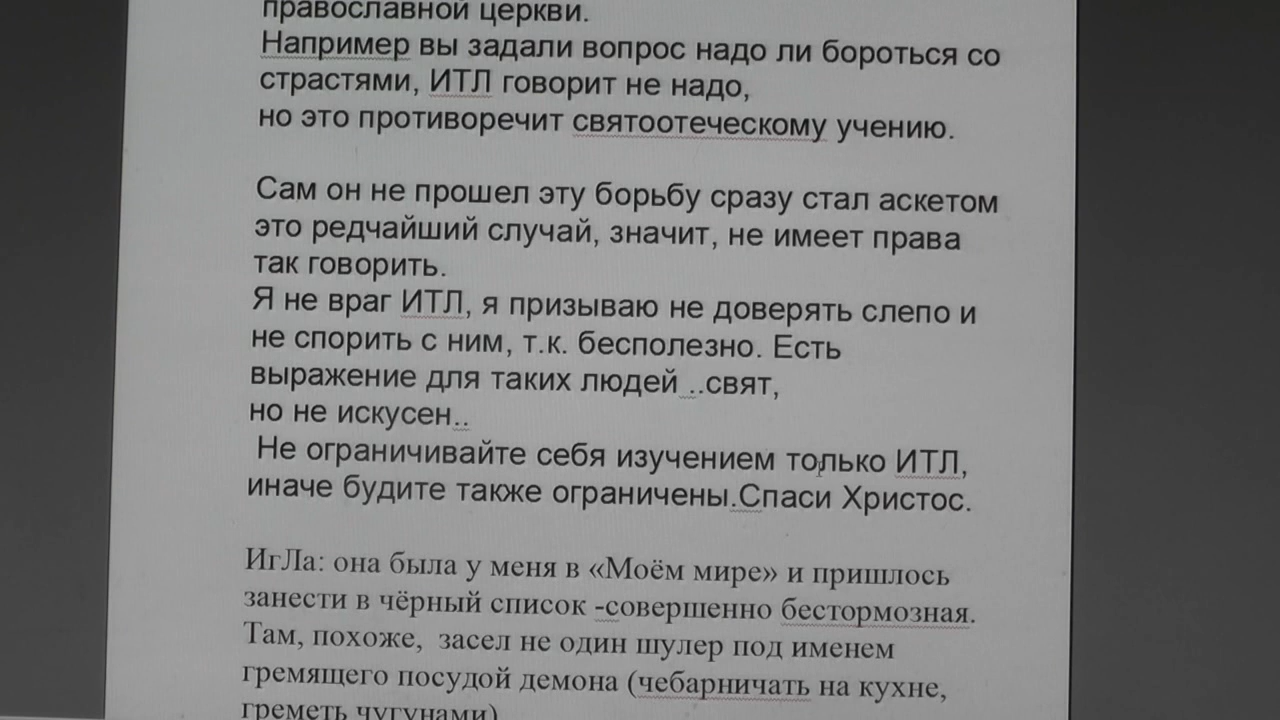 православной церкви.
Например вы задали вопрос надо ли бороться со
страстями, ИТЛ говорит не надо,
но это противоречит святоотеческому учению.
Сам он не прошел эту борьбу сразу стал аскетом
это редчайший случай, значит, не имеет права
так говорить.
Я не враг ИТЛ, я призываю не доверять слепо и
не спорить с ним, т.к. бесполезно. Есть
выражение для таких людей ..свят,
но не искусен..
Не ограничивайте себя изучением только ИТЛ,
иначе будите также ограничены.Спаси Христос.
ИгЛа: она была у меня в «Моём мире» и пришлось
занести в чёрный список -совершенно бестормозная.
Там, похоже, засел не один шулер под именем
гремящего посудой демона (чебарничать на кухне,
греметь чугунами)